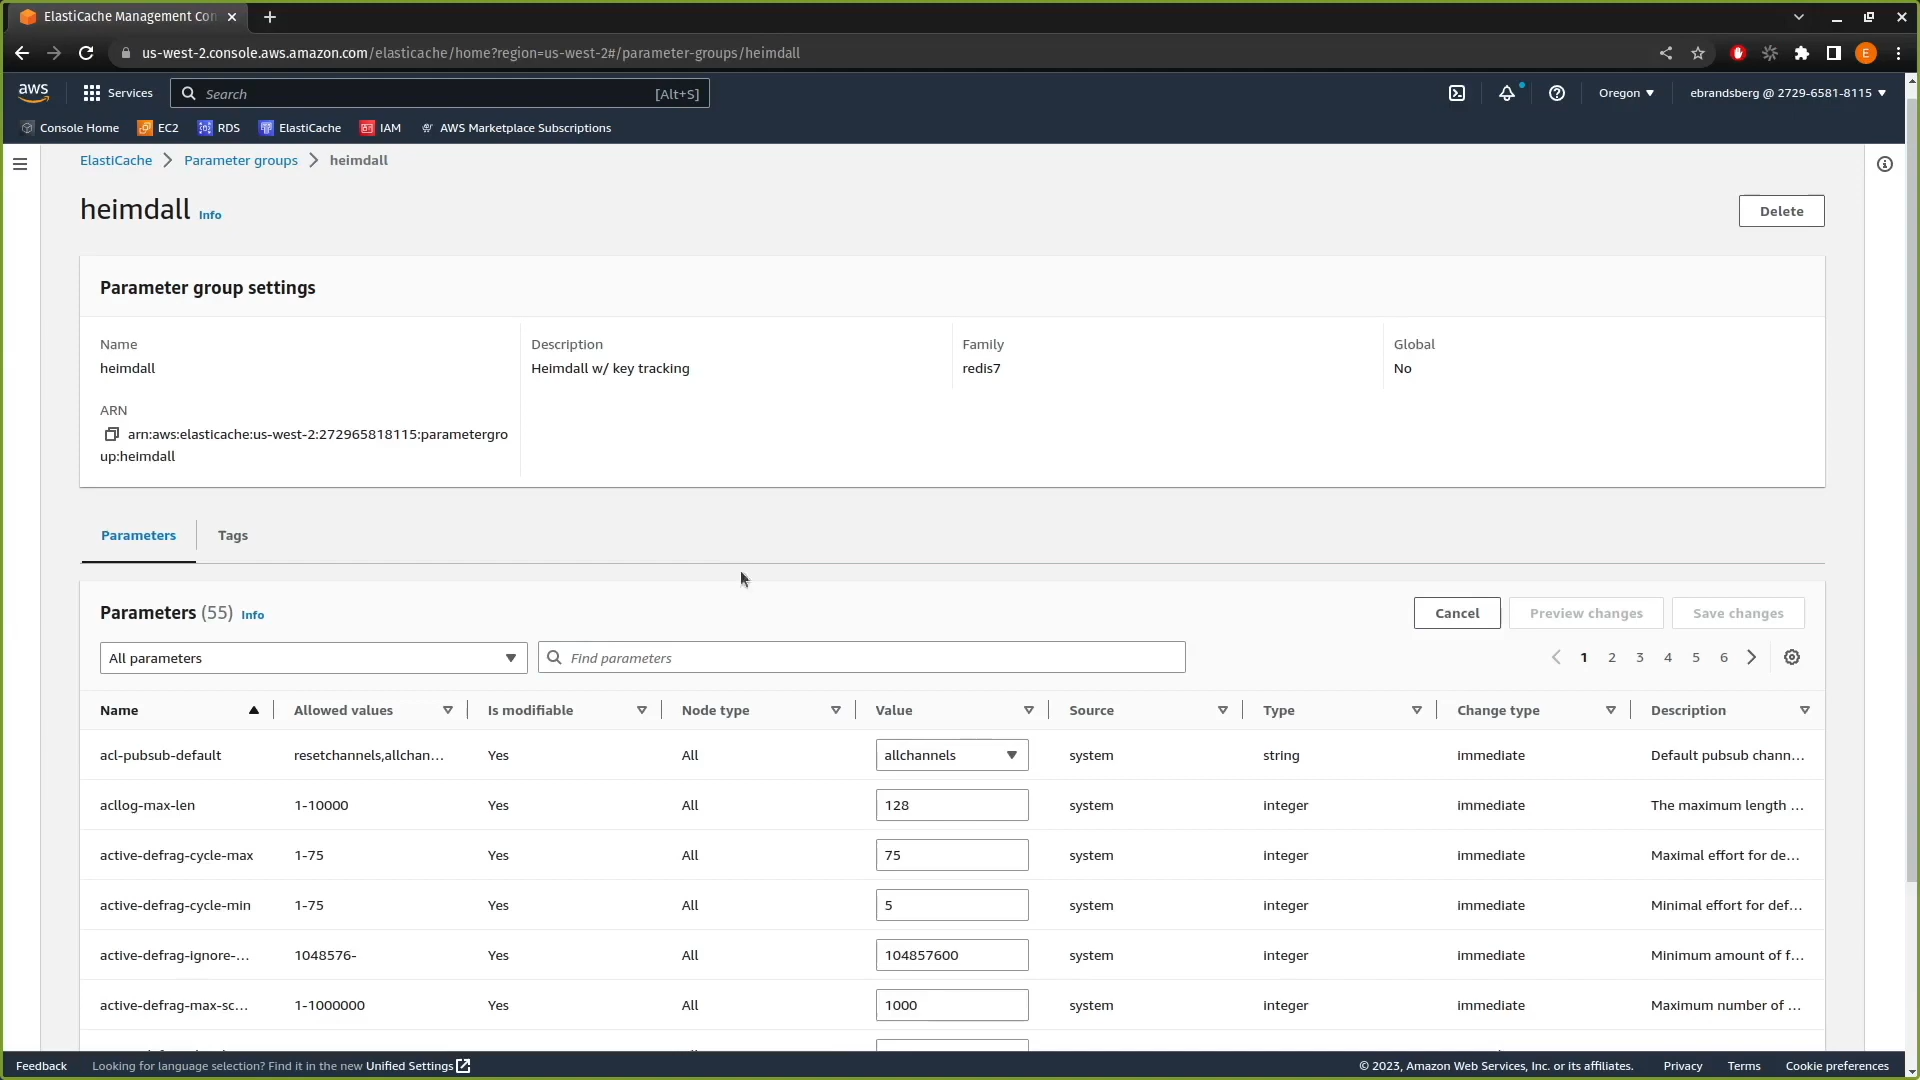 ElastiCache Management Con
us-west-2.console.aws.amazon.com/elasticache/home?region=us-west-2#/parameter-groups/heimdall
E
aws Services Search [Alt+S] Oregon ebrandsberg @ 2729-6581-8115
Console Home EC2 RDS ElastiCache IAM AWS Marketplace Subscriptions
ElastiCache Parameter groups heimdall
heimdall Info Delete
Parameter group settings
Name Description Family Global
heimdall Heimdall w/ key tracking redis7 No
ARN
arn:aws:elasticache:us-west-2:272965818115:parametergro
up:heimdall
Parameters Tags
Parameters (55) Info Cancel Preview changes Save changes
All parameters Find parameters 1 2 3 4 5 6
Name Allowed values Is modifiable Node type Value Source Type Change type Description
acl-pubsub-default resetchannels,allchan... Yes All allchannels system string immediate Default pubsub chann...
acllog-max-len 1-10000 Yes All 128 system integer immediate The maximum length ...
active-defrag-cycle-max 1-75 Yes All 75 system integer immediate Maximal effort for de...
active-defrag-cycle-min 1-75 Yes All 5 system integer immediate Minimal effort for def...
active-defrag-ignore-... 1048576- Yes All 104857600 system integer immediate Minimum amount of f...
active-defrag-max-sc... 1-1000000 Yes All 1000 system integer immediate Maximum number of ...
Feedback Looking for language selection? Find it in the new Unified Settings © 2023, Amazon Web Services, Inc. or its affiliates. Privacy Terms Cookie preferences